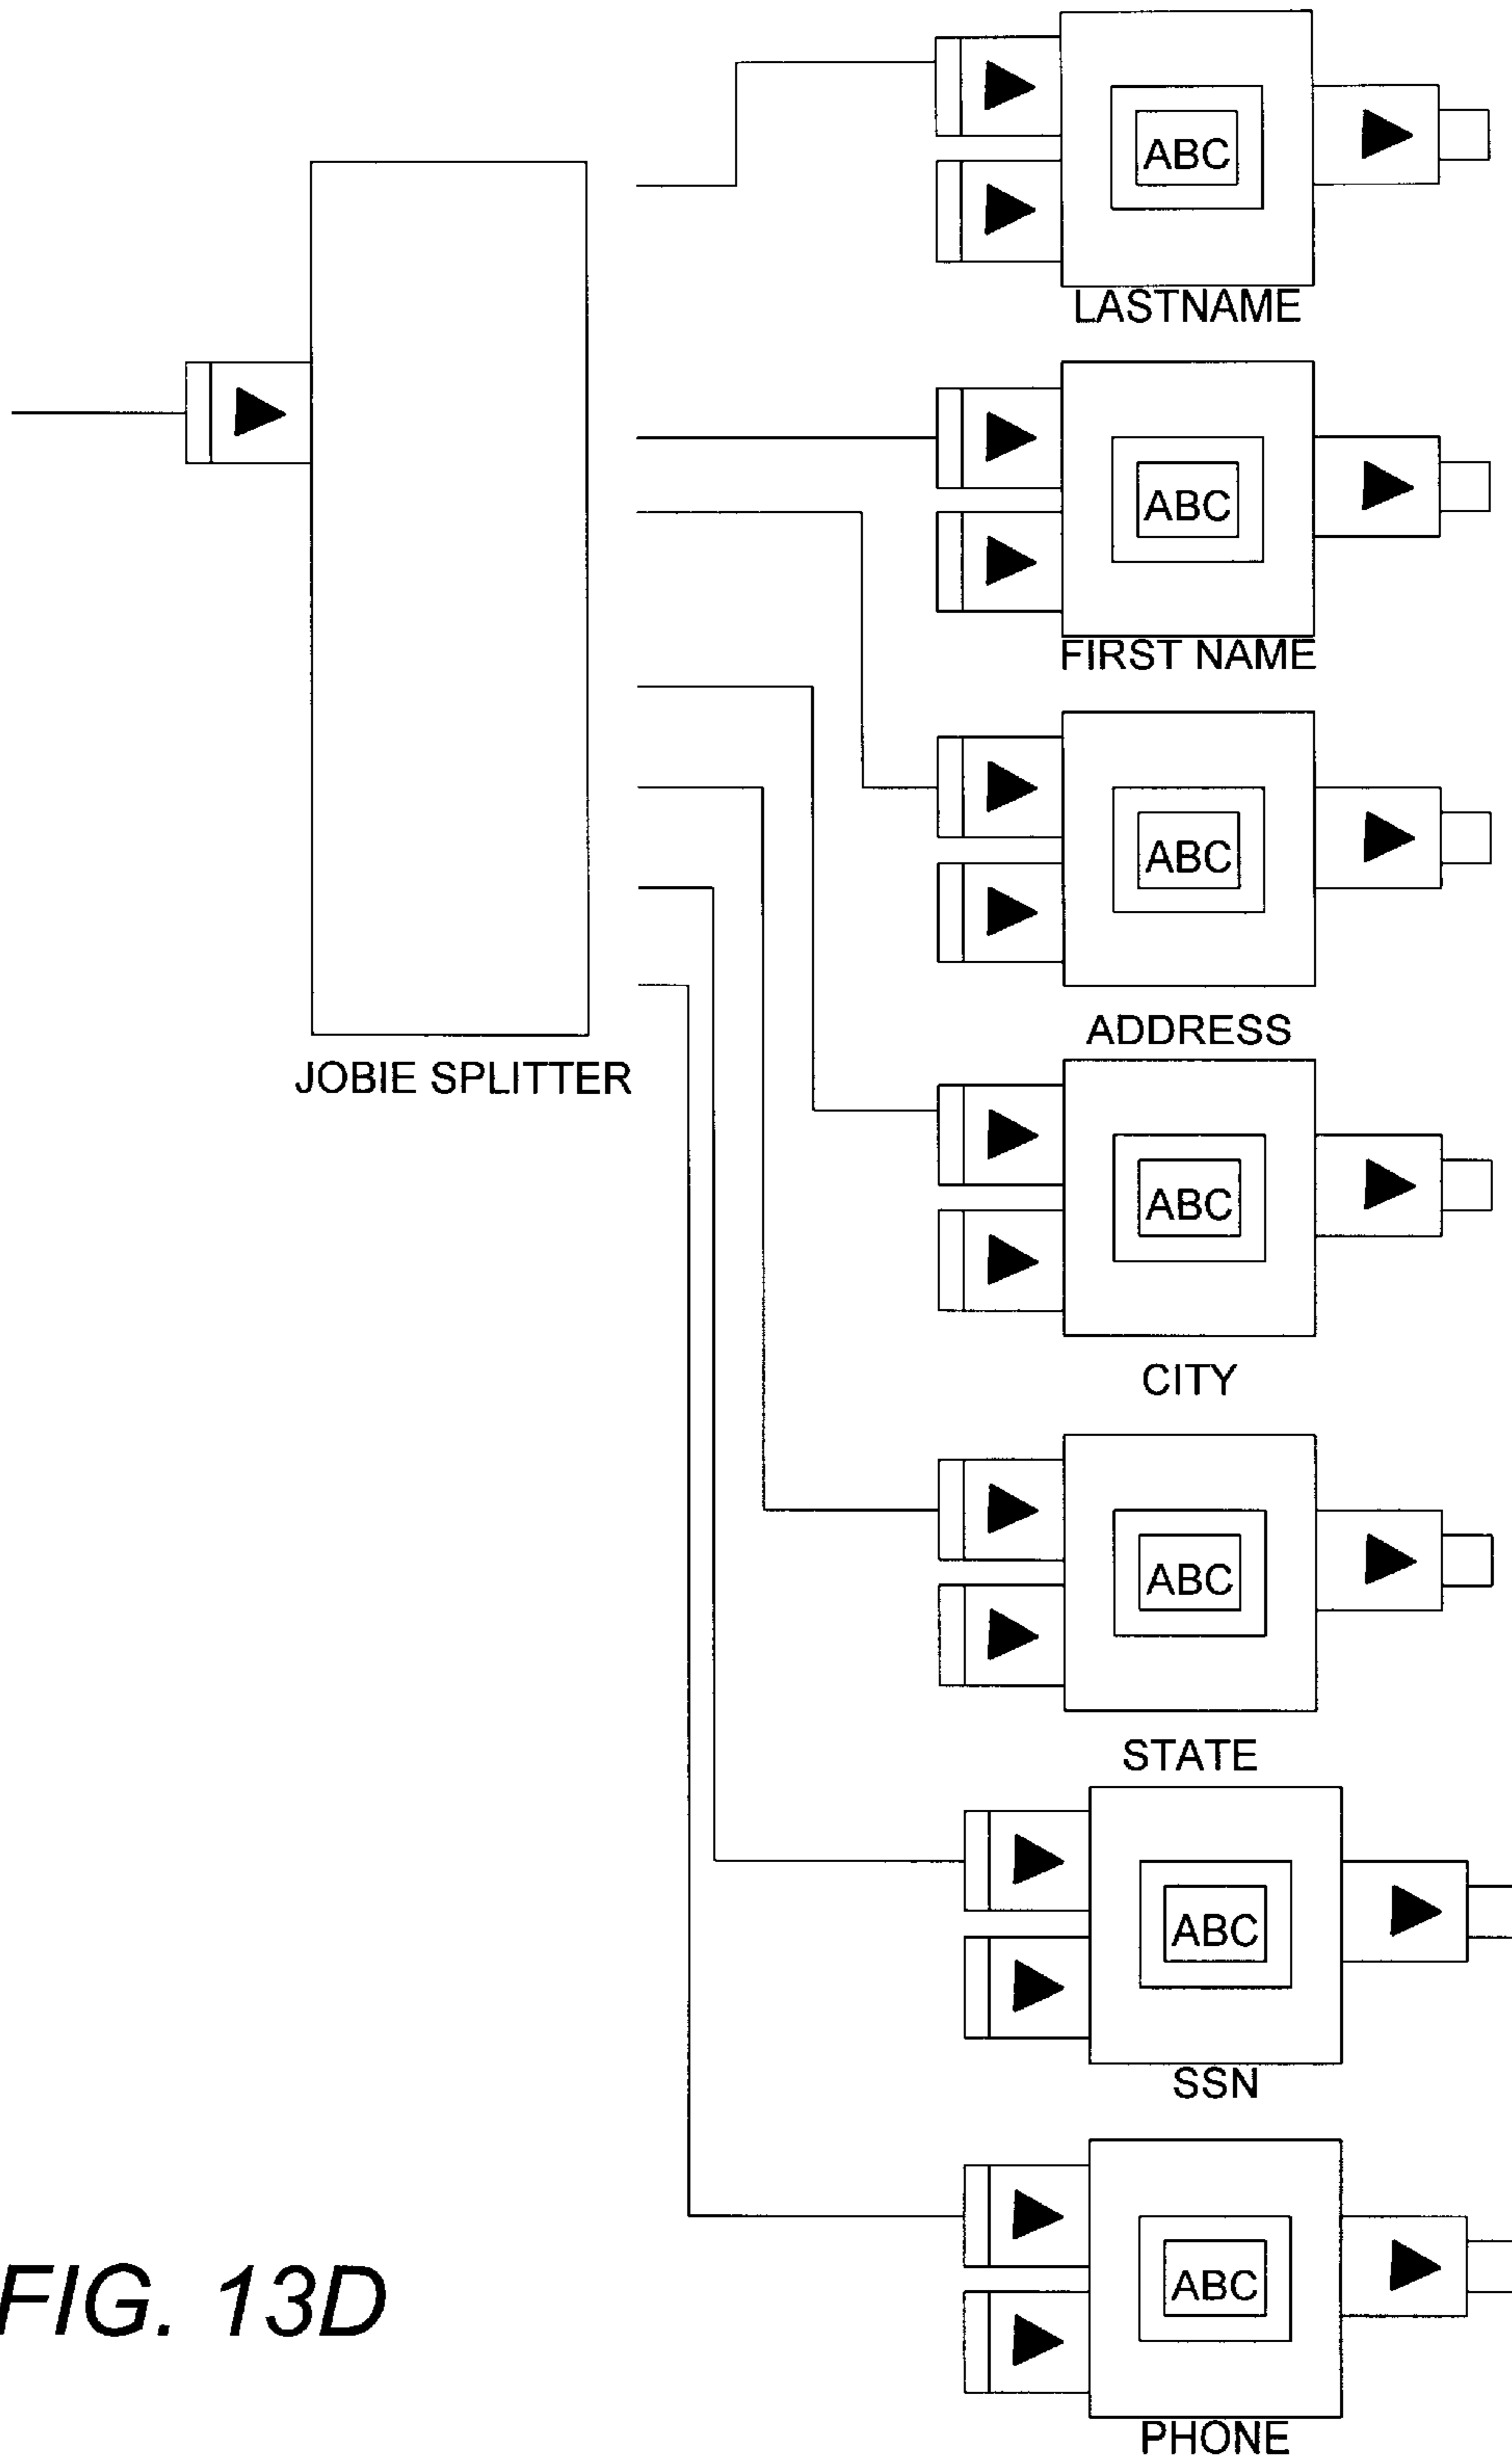 ABC
LASTNAME
ABC
FIRST NAME
ABC
ADDRESS
JOBIE SPLITTER
ABC
CITY
ABC
STATE
ABC
SSN
ABC
PHONE
FIG. 13D